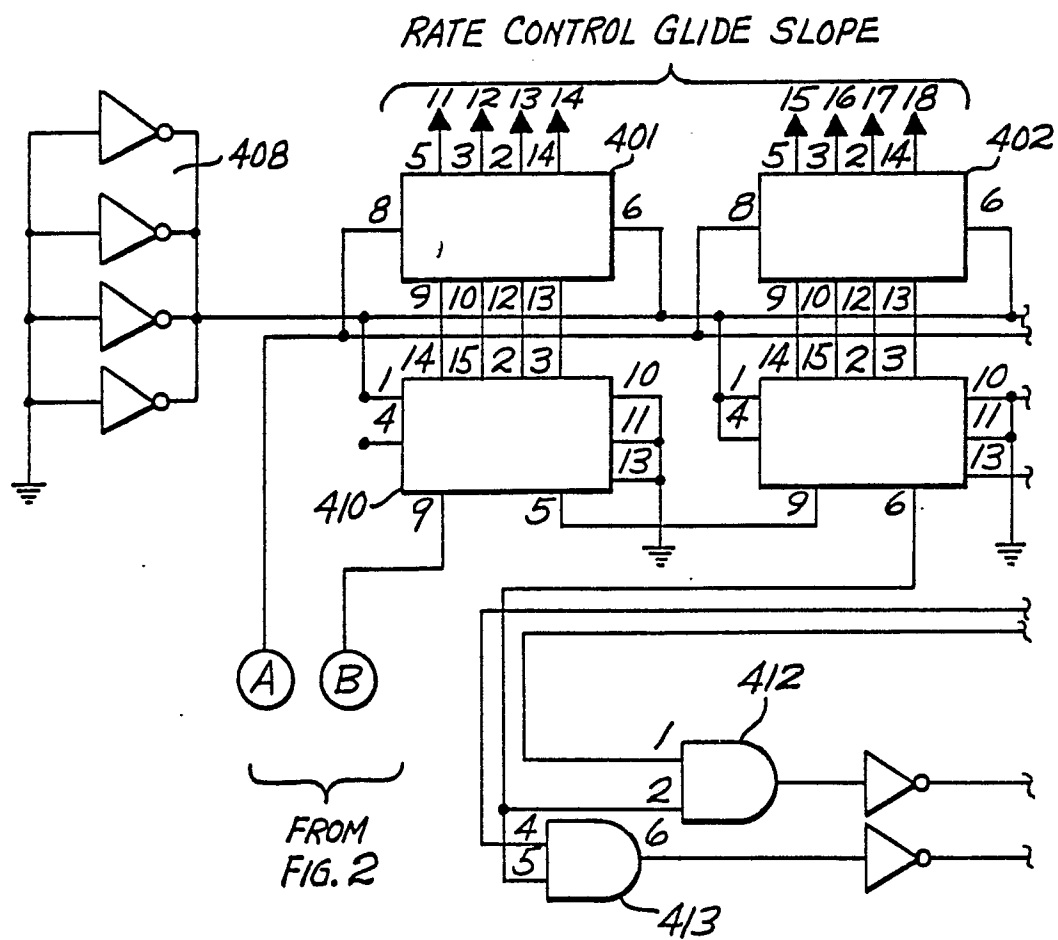 RATE CONTROL GLIDE SLOPE
11 12 13 14 15 16 17 18
408
5 3 2 14 401 5 3 2 14 402
8 6 8 6
9 10 12 13 9 10 12 13
14 15 2 3 14 15 2 3
1 10 1 10
4 11 4 11
13 13
410 9 5 9 6
A B
412
1
2
FROM
FIG. 2
4 6
5
413